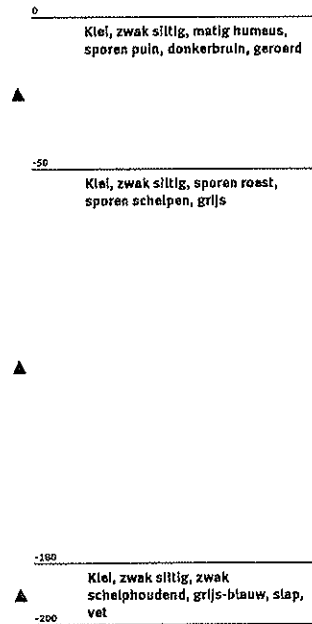 0
Klei, zwak siltig, matig humeus,
sporen puin, donkerbruin, geroerd
-50
Klei, zwak siltig, sporen roest,
sporen schelpen, grijs
-180
Klei, zwak siltig, zwak
schelphoudend, grijs-blauw, slap,
vet
-200